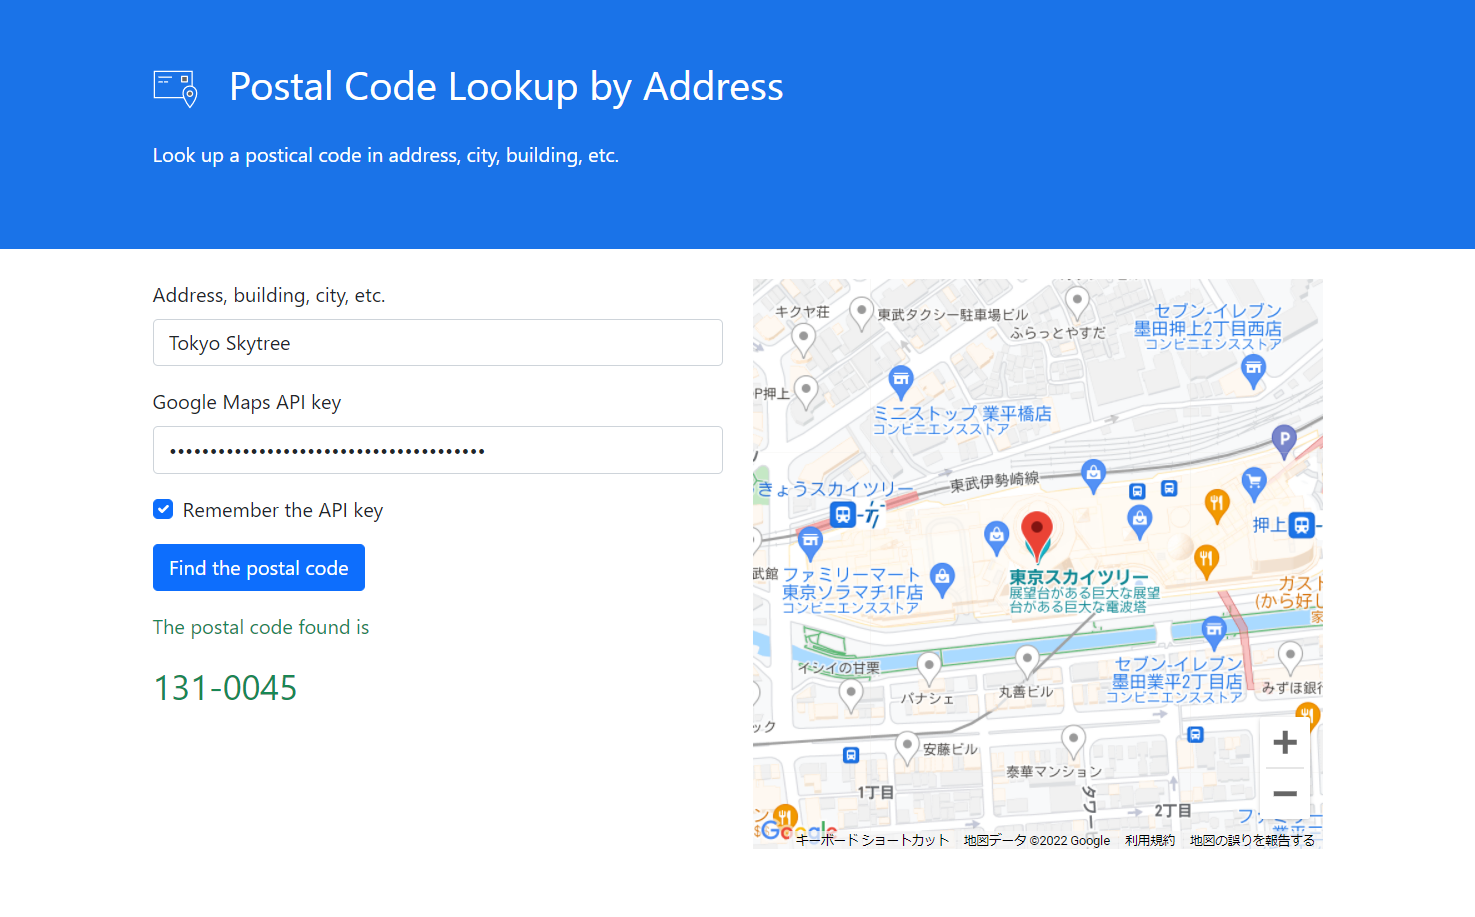 Postal Code Lookup by Address
Look up a postical code in address, city, building, etc.
Address, building, city, etc.
Tokyo Skytree
Google Maps API key
Remember the API key
Find the postal code
The postal code found is
131-0045
キクヤ荘
東武タクシー駐車場ビル
ふらっとやすだ
セブン-イレブン
墨田押上2丁目西店
コンビニエンスストア
P押上
ミニストップ 業平橋店
コンビニエンスストア
P
きょうスカイツリー
東武伊勢崎線
押上
武館
ファミリーマート
東京ソラマチ1F店
コンビニエンスストア
東京スカイツリー
展望台がある巨大な展望
台がある巨大な電波塔
ガスト
(から好し
イシイの甘栗
バナシェ
丸善ビル
セブン-イレブン
墨田業平2丁目店
コンビニエンスストア
みずほ銀行
ック
安藤ビル
泰華マンション
1丁目
タワー
2丁目
Google
キーボード ショートカット
地図データ ©2022 Google
利用規約
地図の誤りを報告する